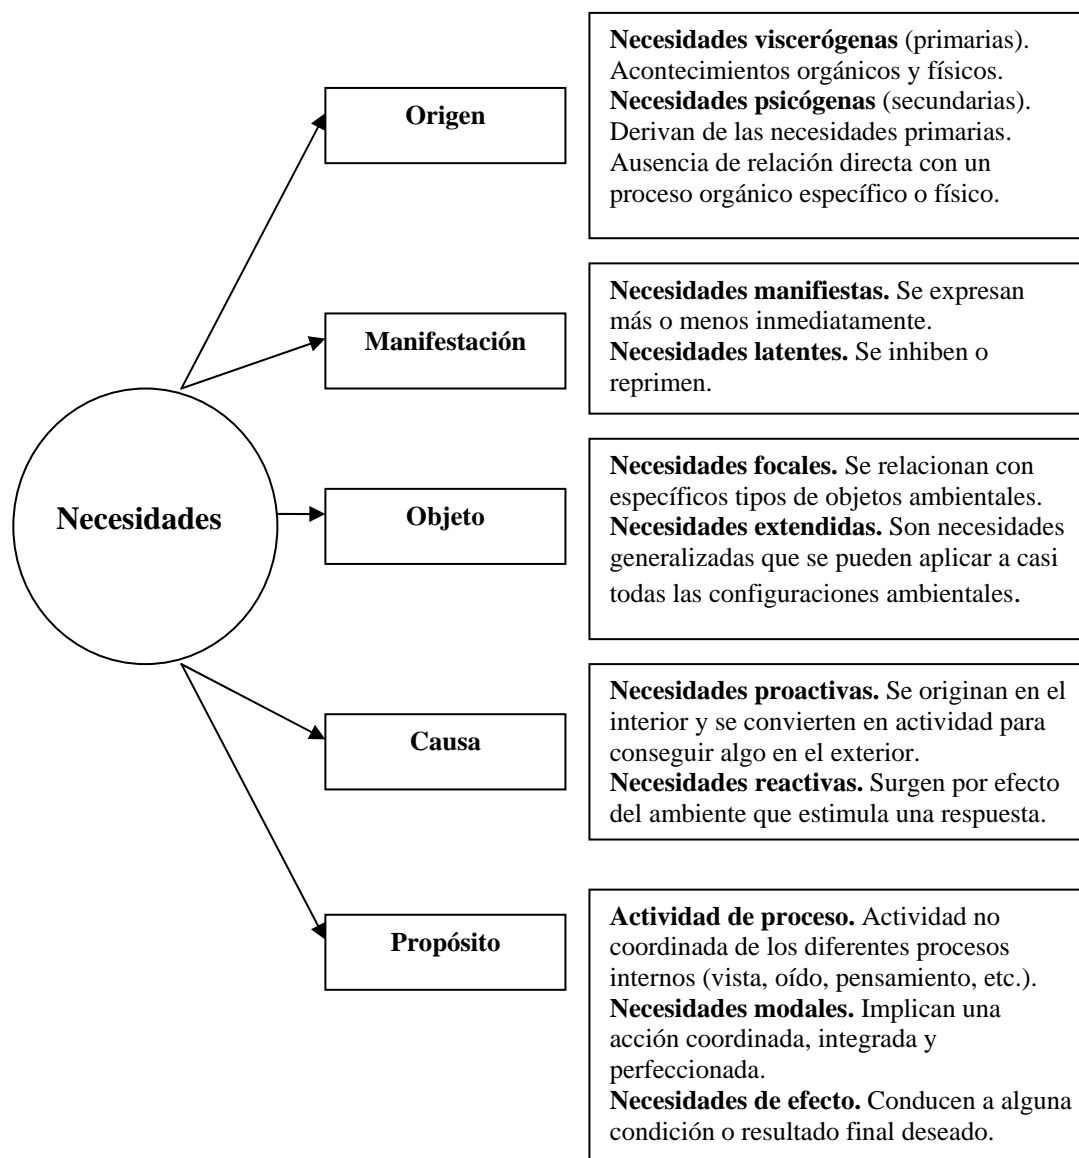 Necesidades
Origen
Necesidades viscerógenas (primarias).
Acontecimientos orgánicos y físicos.
Necesidades psicógenas (secundarias).
Derivan de las necesidades primarias.
Ausencia de relación directa con un
proceso orgánico específico o físico.
Manifestación
Necesidades manifiestas. Se expresan
más o menos inmediatamente.
Necesidades latentes. Se inhiben o
reprimen.
Objeto
Necesidades focales. Se relacionan con
específicos tipos de objetos ambientales.
Necesidades extendidas. Son necesidades
generalizadas que se pueden aplicar a casi
todas las configuraciones ambientales.
Causa
Necesidades proactivas. Se originan en el
interior y se convierten en actividad para
conseguir algo en el exterior.
Necesidades reactivas. Surgen por efecto
del ambiente que estimula una respuesta.
Propósito
Actividad de proceso. Actividad no
coordinada de los diferentes procesos
internos (vista, oído, pensamiento, etc.).
Necesidades modales. Implican una
acción coordinada, integrada y
perfeccionada.
Necesidades de efecto. Conducen a alguna
condición o resultado final deseado.